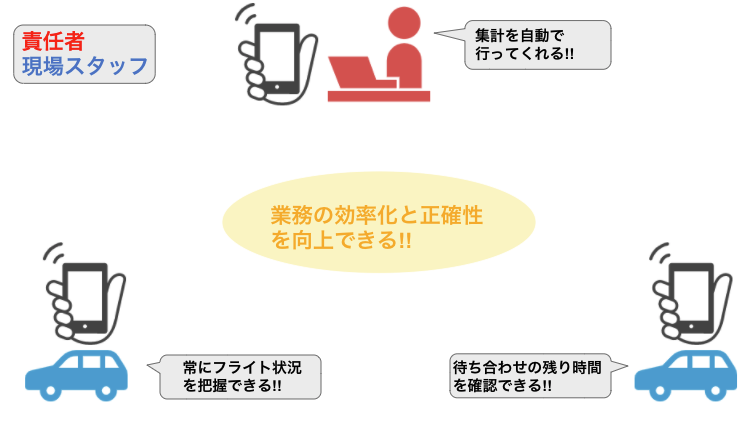 責任者
現場スタッフ
集計を自動で
行ってくれる!!
業務の効率化と正確性
を向上できる!!
常にフライト状況
を把握できる!!
待ち合わせの残り時間
を確認できる!!